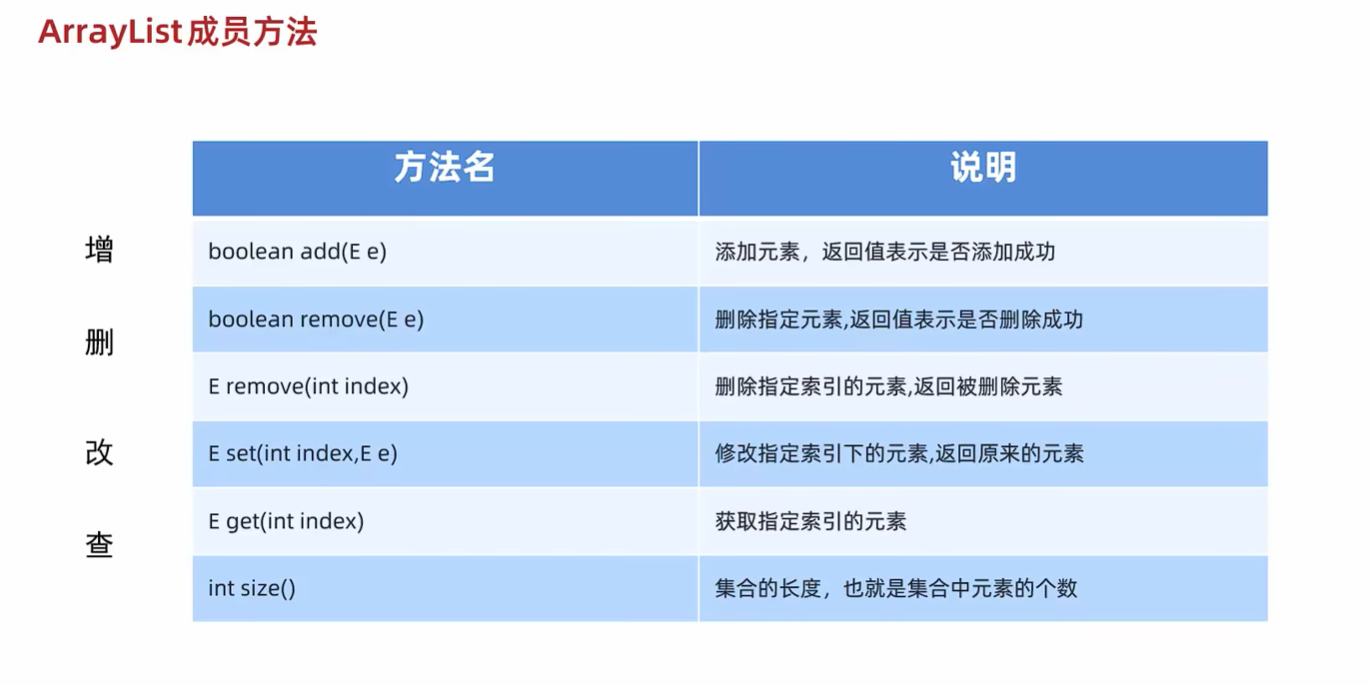 ArrayList成员方法
方法名 说明
增 boolean add(E e) 添加元素，返回值表示是否添加成功
删 boolean remove(E e) 删除指定元素,返回值表示是否删除成功
E remove(int index) 删除指定索引的元素,返回被删除元素
改 E set(int index,E e) 修改指定索引下的元素,返回原来的元素
查 E get(int index) 获取指定索引的元素
int size() 集合的长度，也就是集合中元素的个数